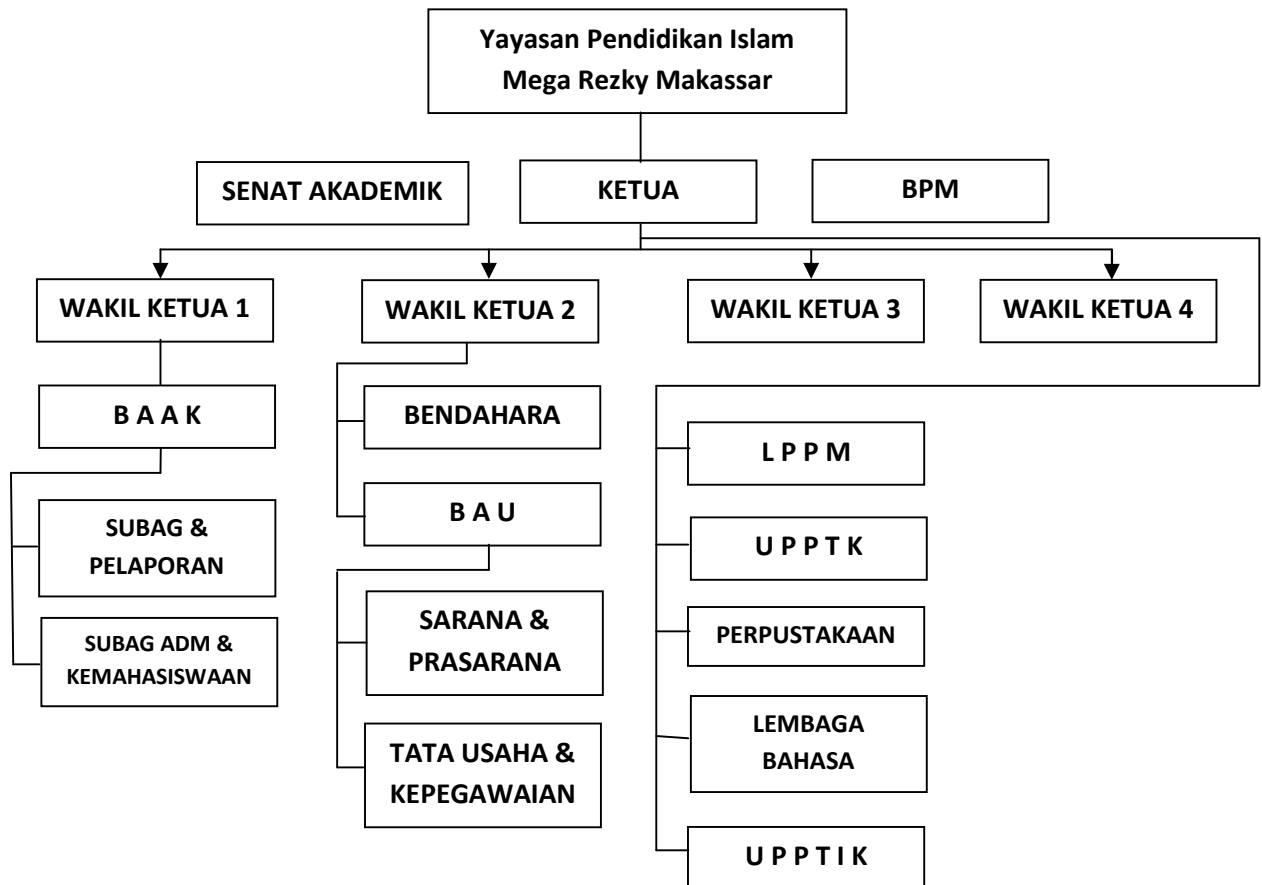 Yayasan Pendidikan Islam
Mega Rezky Makassar
SENAT AKADEMIK
KETUA
BPM
WAKIL KETUA 1
WAKIL KETUA 2
WAKIL KETUA 3
WAKIL KETUA 4
B A A K
SUBAG &
PELAPORAN
SUBAG ADM &
KEMAHASISWAAN
BENDAHARA
B A U
SARANA &
PRASARANA
TATA USAHA &
KEPEGAWAIAN
L P P M
U P P T K
PERPUSTAKAAN
LEMBAGA
BAHASA
U P P T I K